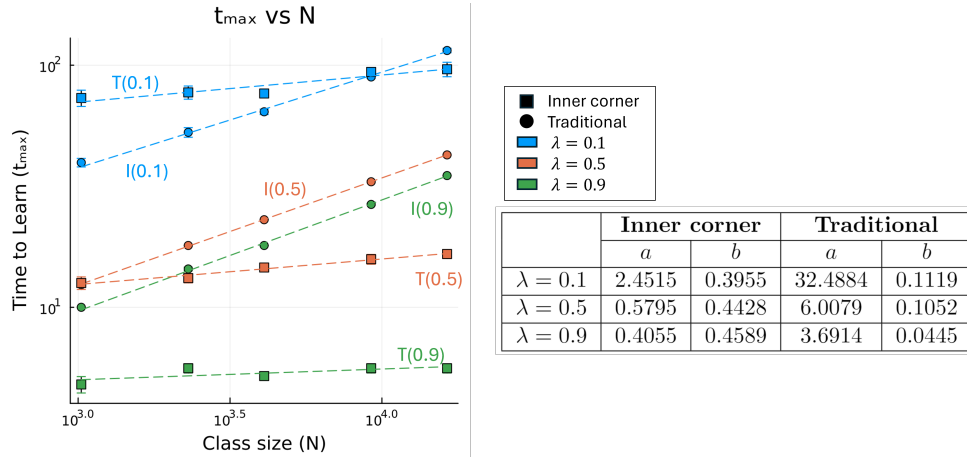 tₘₐₓ vs N
Time to Learn (tₘₐₓ)
10²
10¹
T(0.1)
I(0.1)
I(0.5)
I(0.9)
T(0.5)
T(0.9)
10³·⁰ 10³·⁵ 10⁴·⁰
Class size (N)
Inner corner
Traditional
λ = 0.1
λ = 0.5
λ = 0.9
Inner corner Traditional
a b a b
λ = 0.1 2.4515 0.3955 32.4884 0.1119
λ = 0.5 0.5795 0.4428 6.0079 0.1052
λ = 0.9 0.4055 0.4589 3.6914 0.0445